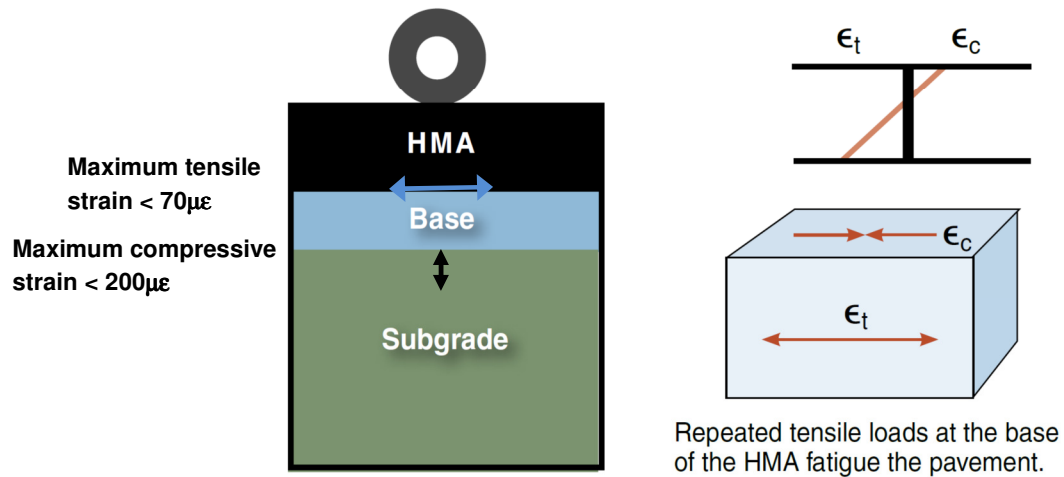 HMA
Maximum tensile
strain < 70με
Base
Maximum compressive
strain < 200με
Subgrade
ϵt ϵc
ϵc
ϵt
Repeated tensile loads at the base
of the HMA fatigue the pavement.